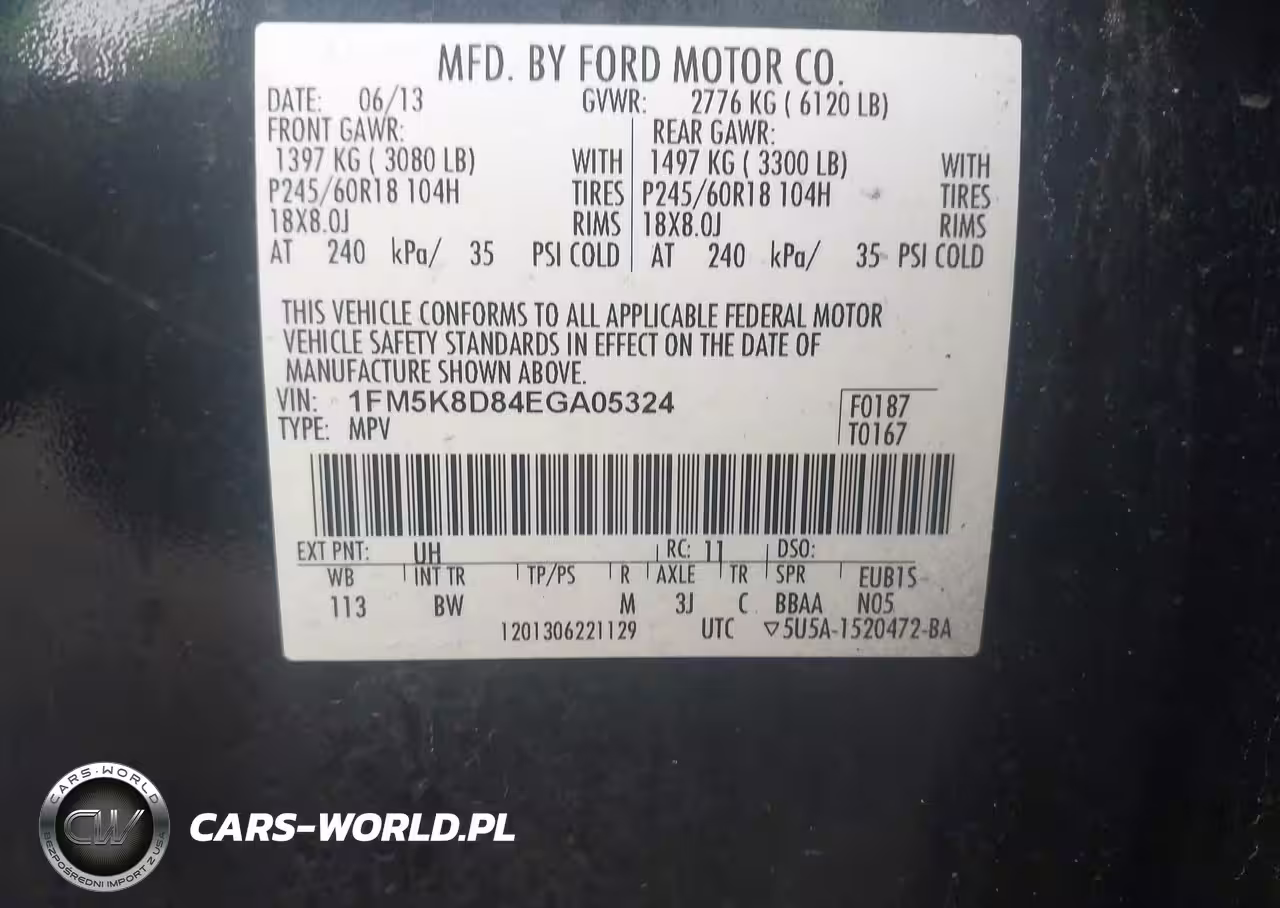 MFD. BY FORD MOTOR CO.
DATE: 06/13 GVWR: 2776 KG ( 6120 LB)
FRONT GAWR: REAR GAWR:
1397 KG ( 3080 LB) WITH 1497 KG ( 3300 LB) WITH
P245/60R18 104H TIRES P245/60R18 104H TIRES
18X8.0J RIMS 18X8.0J RIMS
AT 240 kPa/ 35 PSI COLD AT 240 kPa/ 35 PSI COLD
THIS VEHICLE CONFORMS TO ALL APPLICABLE FEDERAL MOTOR
VEHICLE SAFETY STANDARDS IN EFFECT ON THE DATE OF
MANUFACTURE SHOWN ABOVE.
VIN: 1FM5K8D84EGA05324 F0187
TYPE: MPV T0167
EXT PNT: UH RC: 11 DSO:
WB INT TR TP/PS R AXLE TR SPR EUB1S
113 BW M 3J C BBAA N05
1201306221129 UTC ▽5U5A-1520472-BA
CARS-WORLD
CW
BEZPOŚREDNI IMPORT Z USA
CARS-WORLD.PL